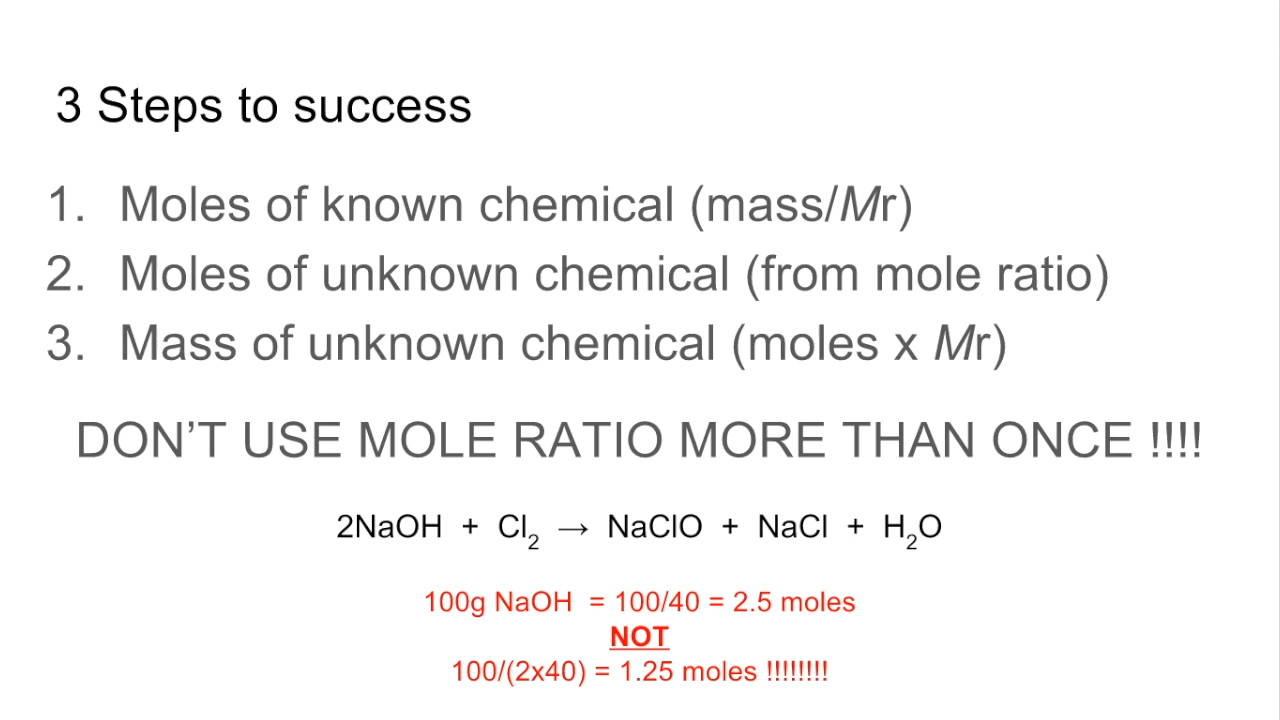 3 Steps to success
1. Moles of known chemical (mass/Mr)
2. Moles of unknown chemical (from mole ratio)
3. Mass of unknown chemical (moles x Mr)
DON’T USE MOLE RATIO MORE THAN ONCE !!!!
2NaOH + Cl₂ → NaClO + NaCl + H₂O
100g NaOH = 100/40 = 2.5 moles
NOT
100/(2x40) = 1.25 moles !!!!!!!!